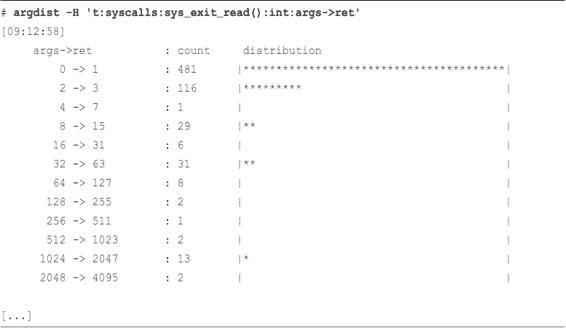 # argdist -H 't:syscalls:sys_exit_read():int:args->ret'
[09:12:58]
     args->ret           : count     distribution
         0 -> 1          : 481      |****************************************|
         2 -> 3          : 116      |*********                               |
         4 -> 7          : 1        |                                        |
         8 -> 15         : 29       |**                                      |
        16 -> 31         : 6        |                                        |
        32 -> 63         : 31       |**                                      |
        64 -> 127        : 8        |                                        |
       128 -> 255        : 2        |                                        |
       256 -> 511        : 1        |                                        |
       512 -> 1023       : 2        |                                        |
      1024 -> 2047       : 13       |*                                       |
      2048 -> 4095       : 2        |                                        |
[...]